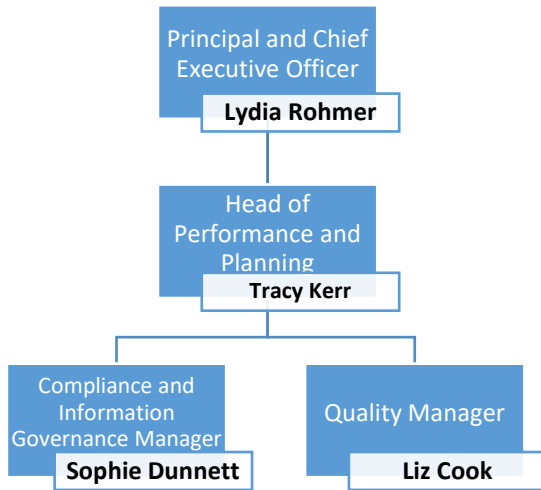 Principal and Chief
Executive Officer
Lydia Rohmer
Head of
Performance and
Planning
Tracy Kerr
Compliance and
Information
Governance Manager
Sophie Dunnett
Quality Manager
Liz Cook